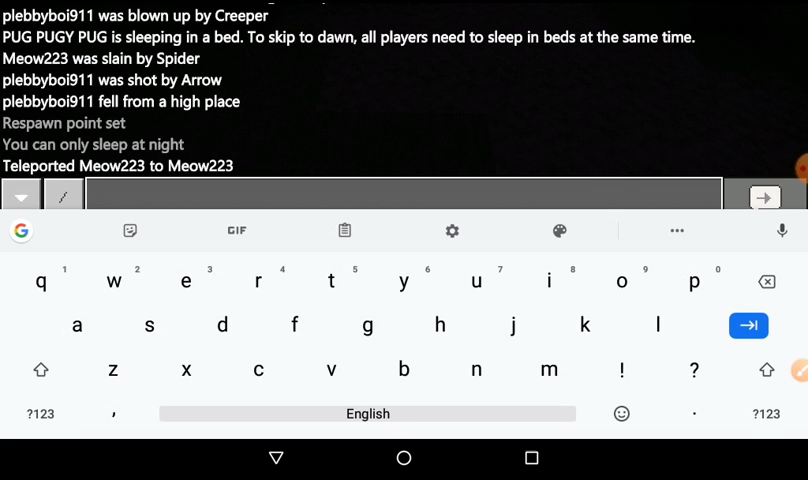 plebbyboi911 was blown up by Creeper
PUG PUGY PUG is sleeping in a bed. To skip to dawn, all players need to sleep in beds at the same time.
Meow223 was slain by Spider
plebbyboi911 was shot by Arrow
plebbyboi911 fell from a high place
Respawn point set
You can only sleep at night
Teleported Meow223 to Meow223
/
G GIF
q 1 w 2 e 3 r 4 t 5 y 6 u 7 i 8 o 9 p 0
a s d f g h j k l
z x c v b n m ! ?
?123 , English . ?123